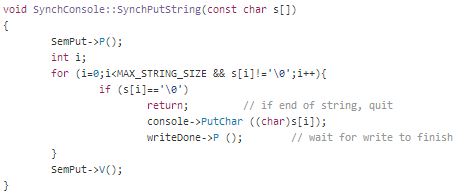 void SynchConsole::SynchPutString(const char s[])
{
SemPut->P();
int i;
for (i=0;i<MAX_STRING_SIZE && s[i]!='\0';i++){
if (s[i]=='\0')
return; // if end of string, quit
console->PutChar ((char)s[i]);
writeDone->P (); // wait for write to finish
}
SemPut->V();
}